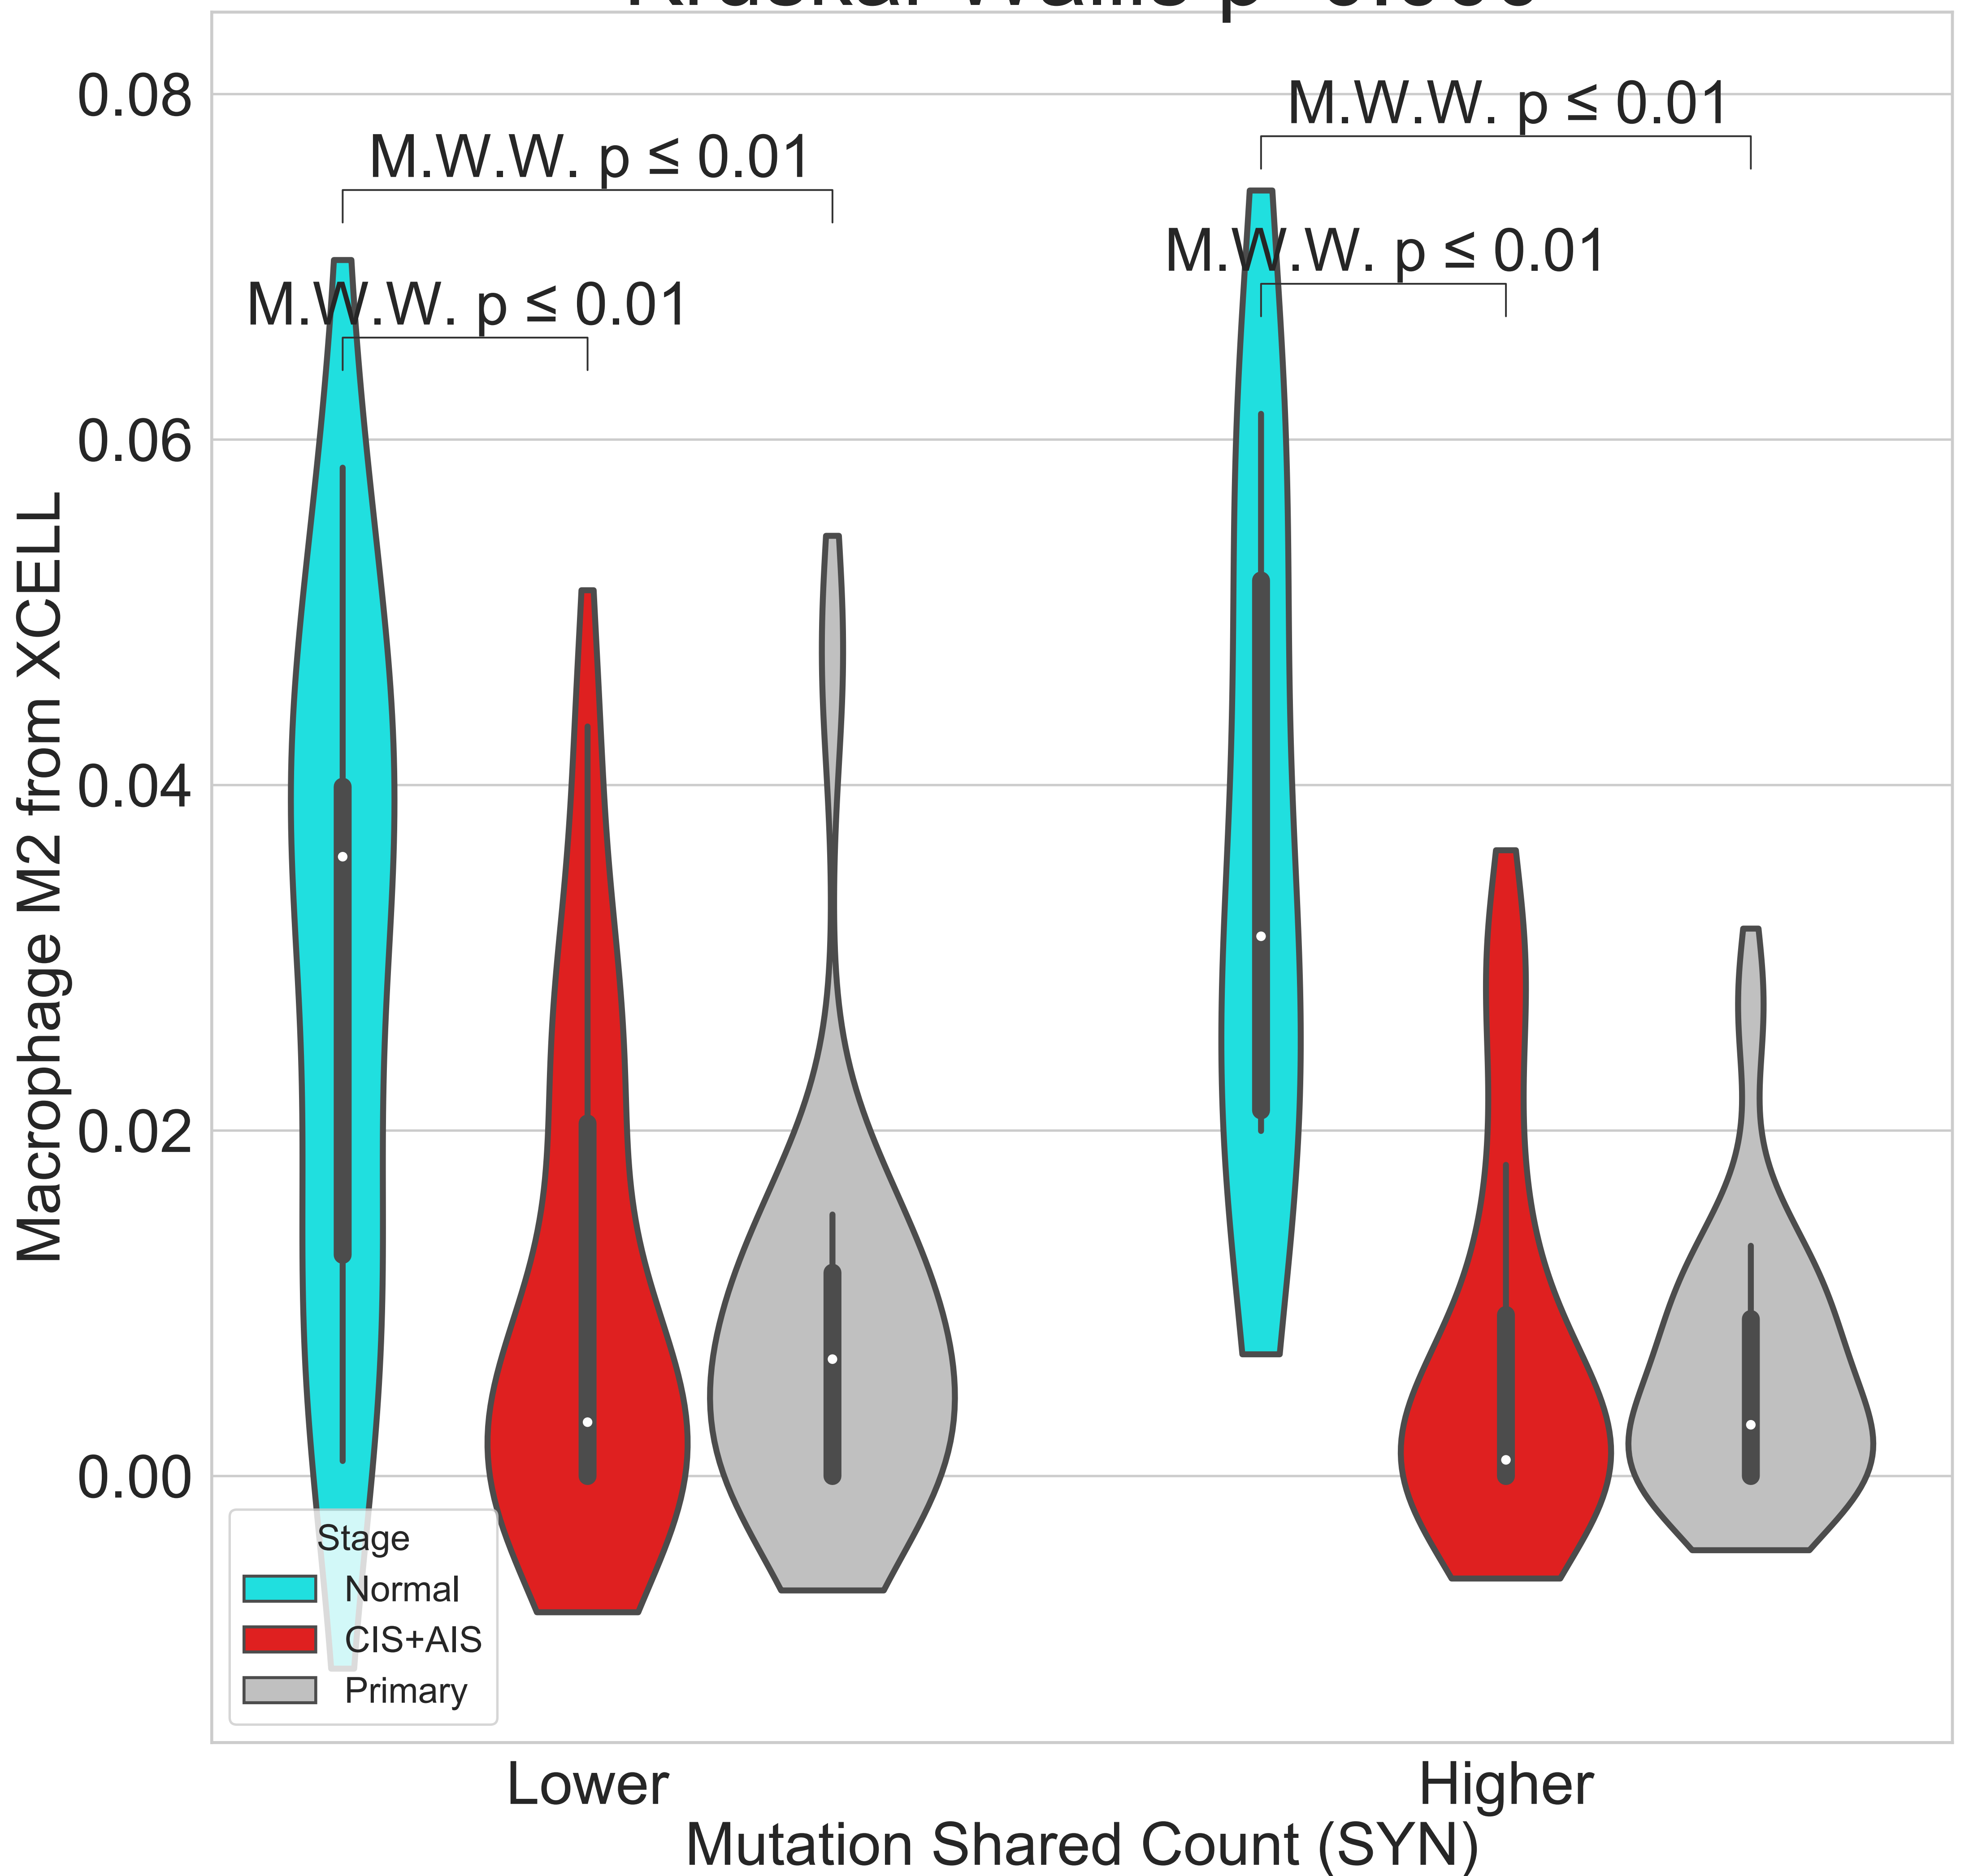 0.08
0.06
0.04
0.02
0.00
Macrophage M2 from XCELL
M.W.W. p ≤ 0.01
M.W.W. p ≤ 0.01
M.W.W. p ≤ 0.01
M.W.W. p ≤ 0.01
Stage
Normal
CIS+AIS
Primary
Lower
Higher
Mutation Shared Count (SYN)